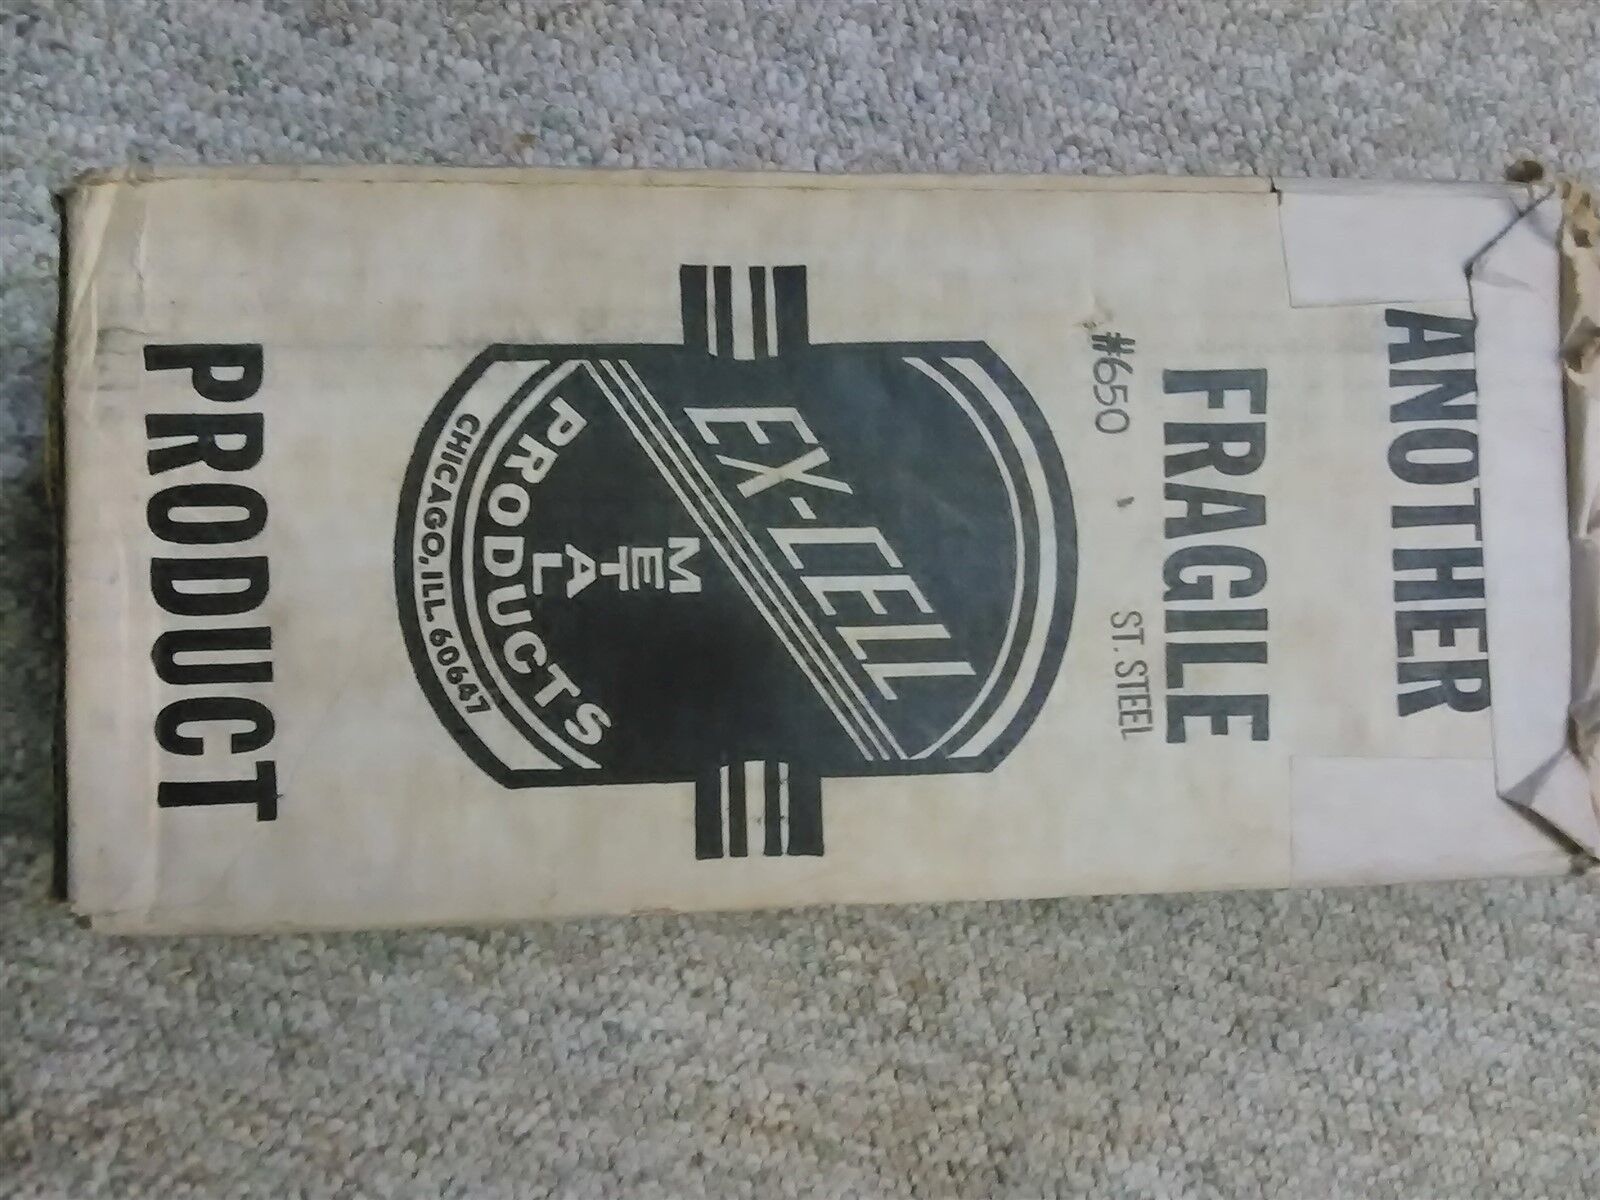 ANOTHER
FRAGILE
#650 ST. STEEL
EX-CELL
METAL
PRODUCTS
CHICAGO, ILL. 60647
PRODUCT